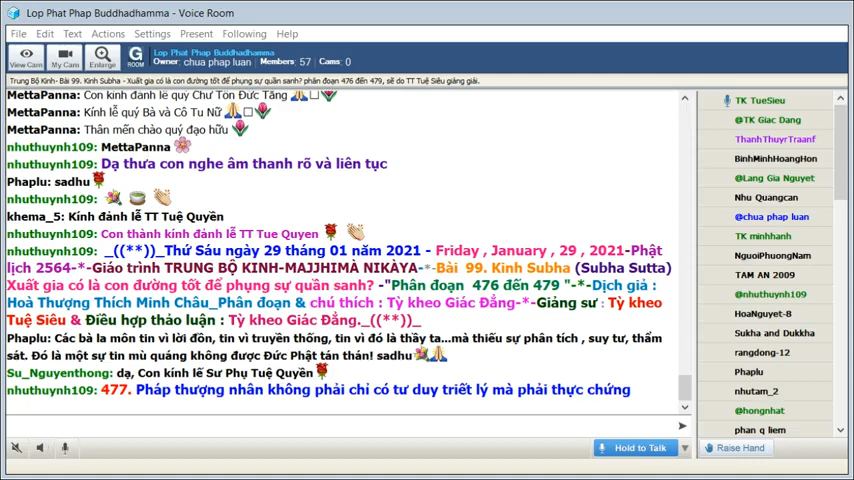 Lop Phat Phap Buddhadhamma - Voice Room
File Edit Text Actions Settings Present Following Help
View Cam My Cam Enlarge G ROOM
Lop Phat Phap Buddhadhamma
Owner: chua phap luan Members: 57 Cams: 0
Trung Bộ Kinh- Bài 99. Kinh Subha - Xuất gia có là con đường tốt để phụng sự quần sanh? phân đoạn 476 đến 479, sẽ do TT Tuệ Siêu giảng giải.
MettaPanna: Con kính đảnh lễ Chư Tôn Đức Tăng
MettaPanna: Kính lễ quý Bà và Cô Tu Nữ
MettaPanna: Thân mến chào quý đạo hữu
nhuthuynh109: MettaPanna
nhuthuynh109: Dạ thưa con nghe âm thanh rõ và liên tục
Phaplu: sadhu
nhuthuynh109:
khema_5: Kính đảnh lễ TT Tuệ Quyền
nhuthuynh109: Con thành kính đảnh lễ TT Tue Quyen
nhuthuynh109: _((**))_Thứ Sáu ngày 29 tháng 01 năm 2021 - Friday , January , 29 , 2021-Phật
lịch 2564-*-Giáo trình TRUNG BỘ KINH-MAJJHIMÀ NIKÀYA-*-Bài 99. Kinh Subha (Subha Sutta)
Xuất gia có là con đường tốt để phụng sự quần sanh? -"Phân đoạn 476 đến 479 "-*-Dịch giả :
Hoà Thượng Thích Minh Châu_Phân đoạn & chú thích : Tỳ kheo Giác Đẳng-*-Giảng sư : Tỳ kheo
Tuệ Siêu & Điều hợp thảo luận : Tỳ kheo Giác Đẳng._((**))_
Phaplu: Các bà la môn tin vì lời đồn, tin vì truyền thống, tin vì đó là thầy ta...mà thiếu sự phân tích , suy tư, thẩm
sát. Đó là một sự tin mù quáng không được Đức Phật tán thán! sadhu
Su_Nguyenthong: dạ, Con kính lễ Sư Phụ Tuệ Quyền
nhuthuynh109: 477. Pháp thượng nhân không phải chỉ có tư duy triết lý mà phải thực chứng
TK TueSieu
@TK Giac Dang
ThanhThuyrTraanf
BinhMinhHoangHon
@Lang Gia Nguyet
Nhu Quangcan
@chua phap luan
TK minhhanh
NguoiPhuongNam
TAM AN 2009
@nhuthuynh109
HoaNguyet-8
Sukha and Dukkha
rangdong-12
Phaplu
nhutam_2
@hongnhat
phan q liem
Hold to Talk
Raise Hand